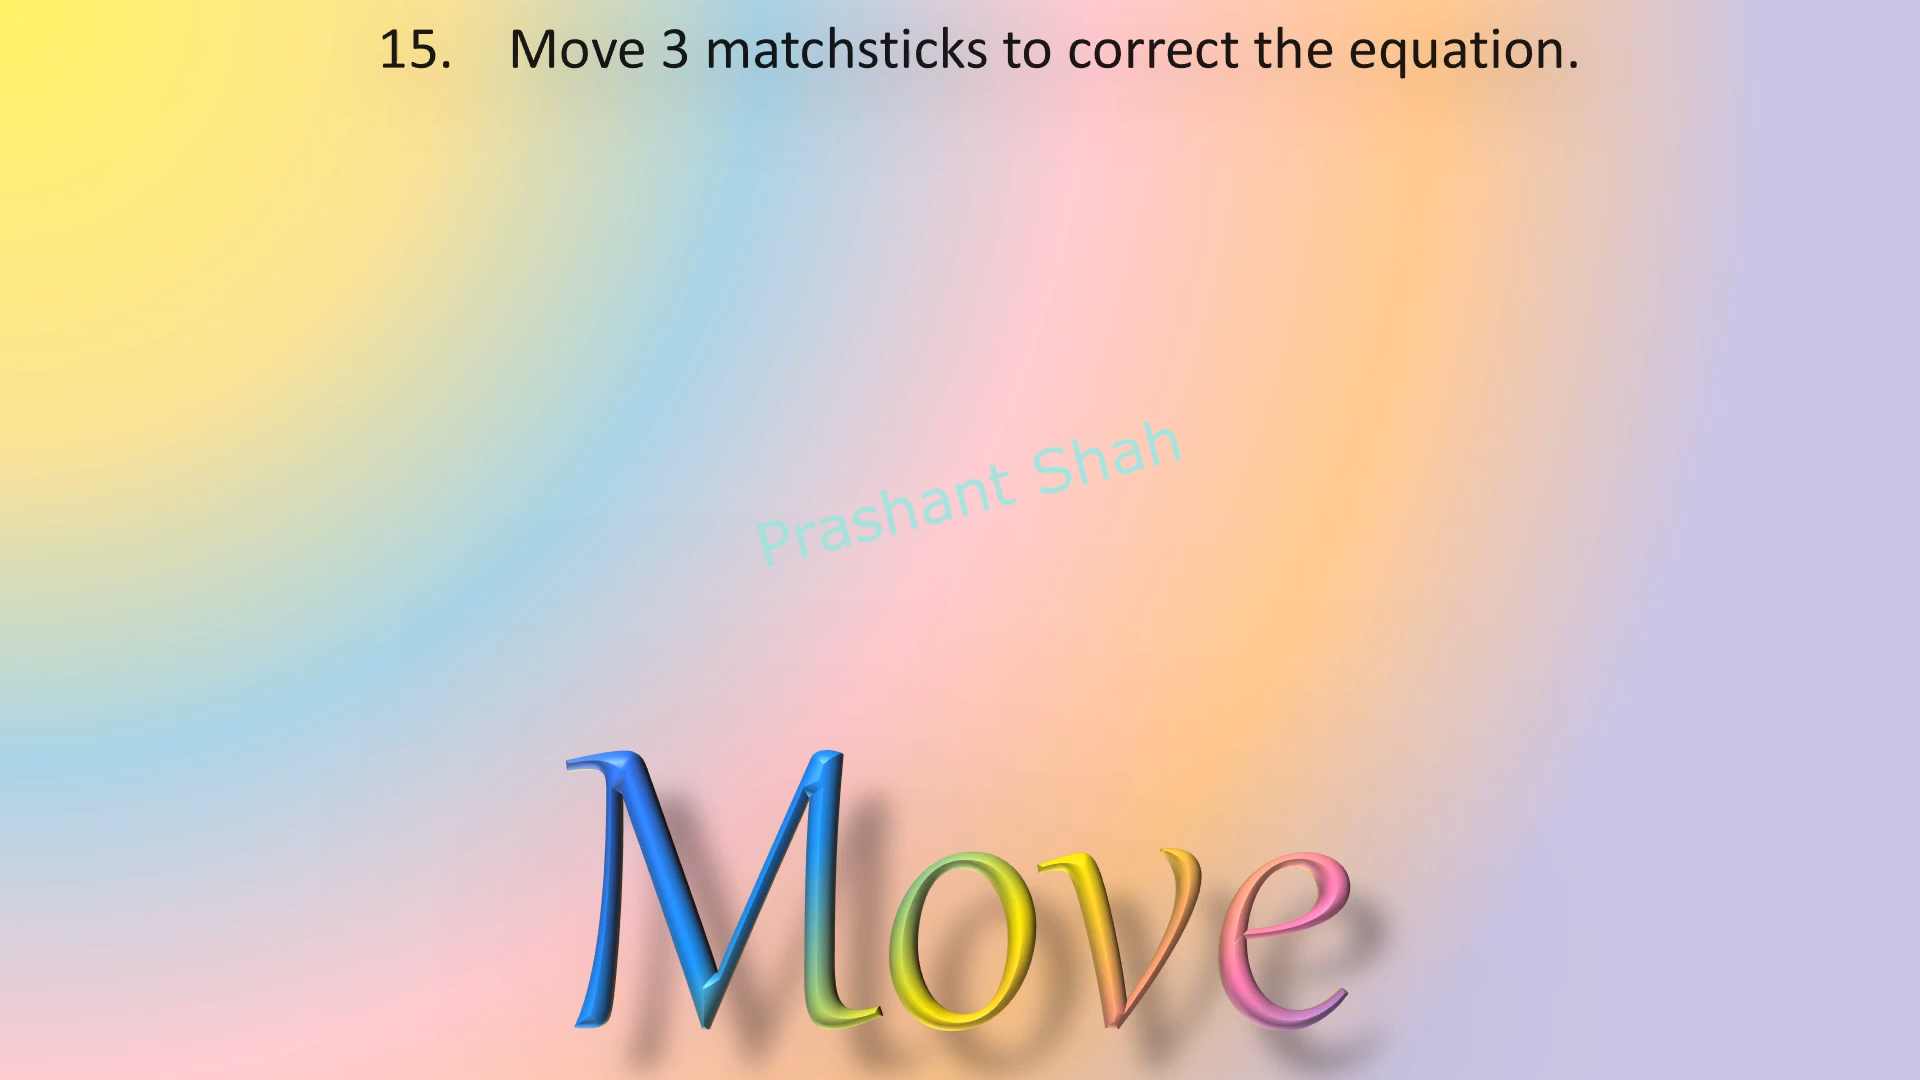 15. Move 3 matchsticks to correct the equation.
Prashant Shah
Move